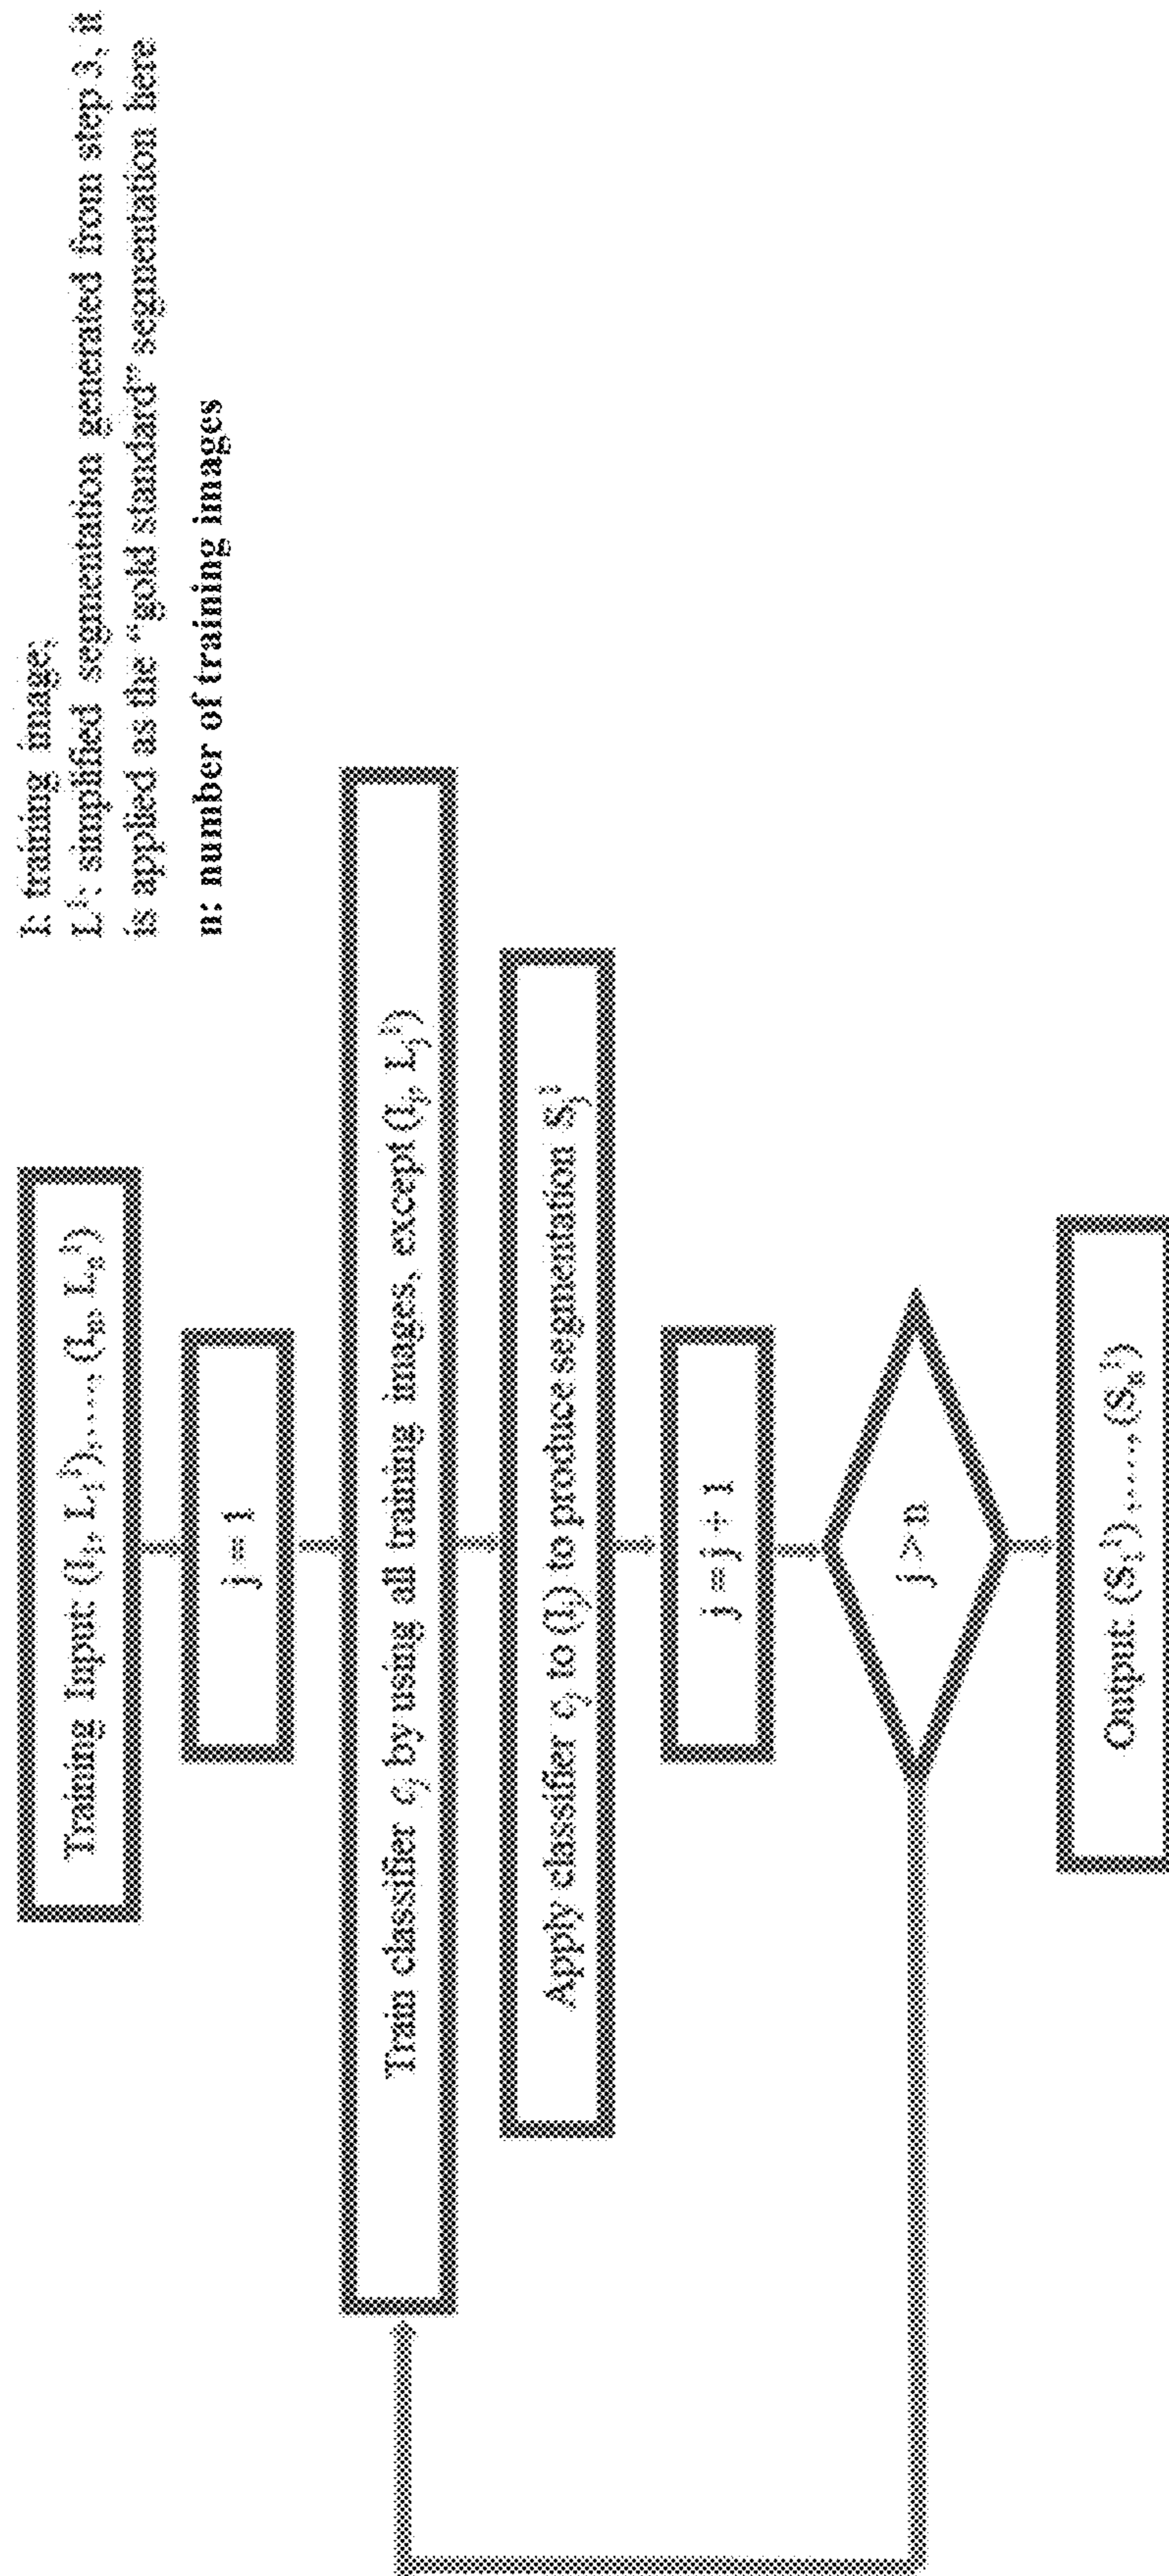 I: training image;
L¹: simplified segmentation generated from step 3, it
is applied as the “gold standard” segmentation here
n: number of training images
Training Input: (I₁, L₁¹),...., (Iₙ, Lₙ¹)
j = 1
Train classifier cⱼ by using all training images, except (Iⱼ, Lⱼ¹)
Apply classifier cⱼ to (Iⱼ) to produce segmentation Sⱼ¹
j = j + 1
j > n
Output: (S₁¹) ,......, (Sₙ¹)